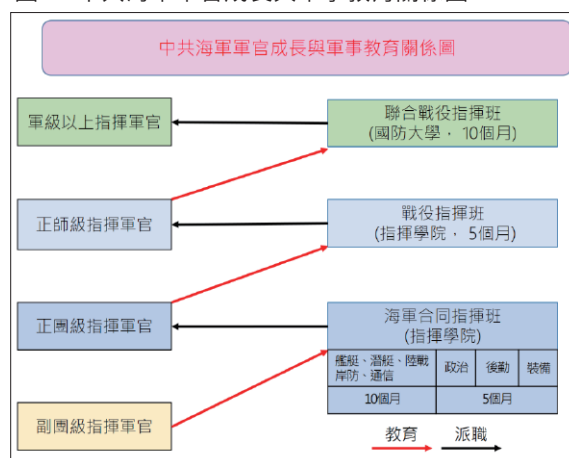 中共海軍軍官成長與軍事教育關係圖
軍級以上指揮軍官
聯合戰役指揮班
(國防大學，10個月)
正師級指揮軍官
戰役指揮班
(指揮學院，5個月)
正團級指揮軍官
海軍合同指揮班
(指揮學院)
艦艇、潛艇、陸戰
岸防、通信
政治
後勤
裝備
10個月
5個月
副團級指揮軍官
教育
派職